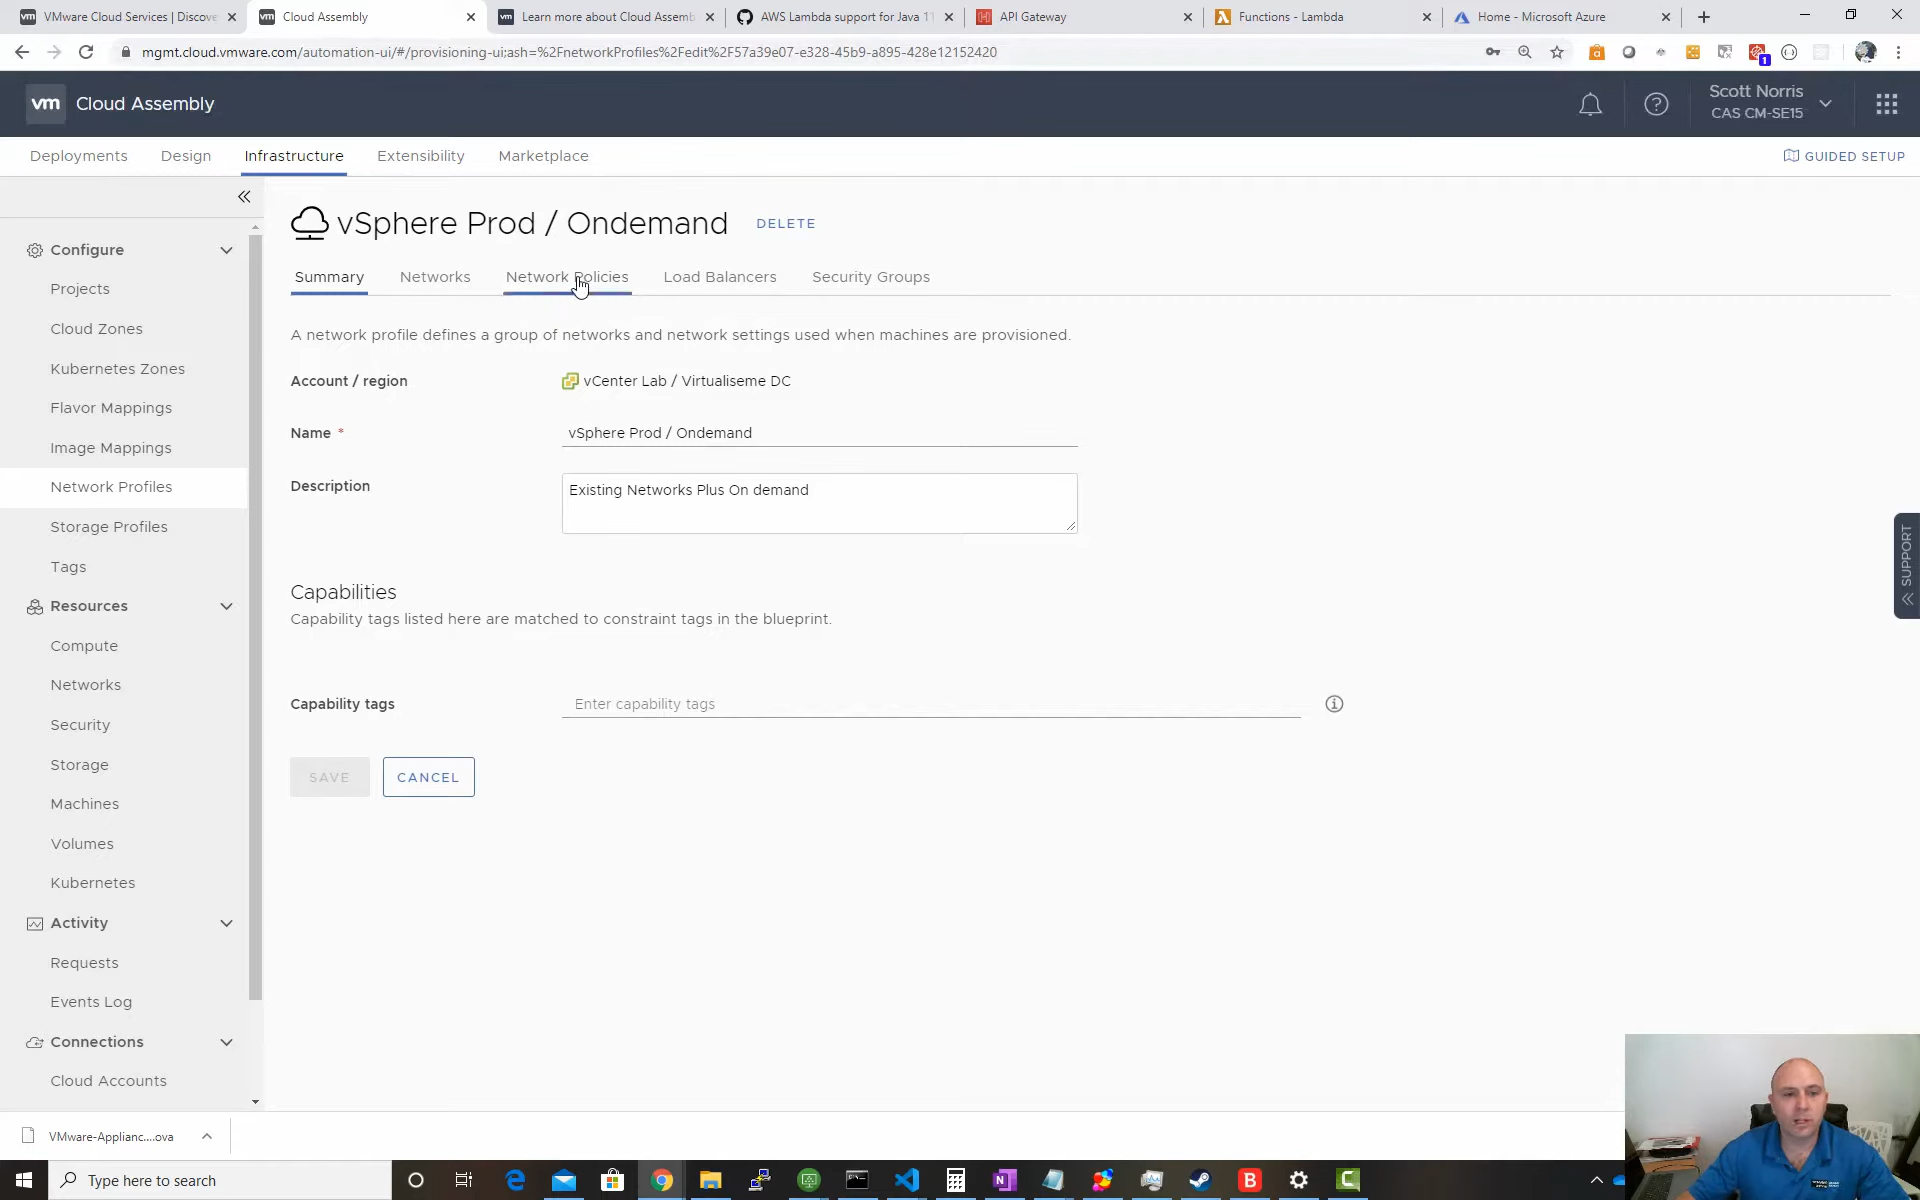 VMware Cloud Services | Discove
Cloud Assembly
Learn more about Cloud Assemb
AWS Lambda support for Java 11
API Gateway
Functions - Lambda
Home - Microsoft Azure
mgmt.cloud.vmware.com/automation-ui/#/provisioning-ui;ash=%2FnetworkProfiles%2Fedit%2F57a39e07-e328-45b9-a895-428e12152420
1
vm Cloud Assembly
Scott Norris
CAS CM-SE15
Deployments
Design
Infrastructure
Extensibility
Marketplace
GUIDED SETUP
Configure
Projects
Cloud Zones
Kubernetes Zones
Flavor Mappings
Image Mappings
Network Profiles
Storage Profiles
Tags
Resources
Compute
Networks
Security
Storage
Machines
Volumes
Kubernetes
Activity
Requests
Events Log
Connections
Cloud Accounts
vSphere Prod / Ondemand DELETE
Summary
Networks
Network Policies
Load Balancers
Security Groups
A network profile defines a group of networks and network settings used when machines are provisioned.
Account / region vCenter Lab / Virtualiseme DC
Name * vSphere Prod / Ondemand
Description Existing Networks Plus On demand
Capabilities
Capability tags listed here are matched to constraint tags in the blueprint.
Capability tags Enter capability tags
SAVE
CANCEL
SUPPORT
VMware-Applianc....ova
Type here to search